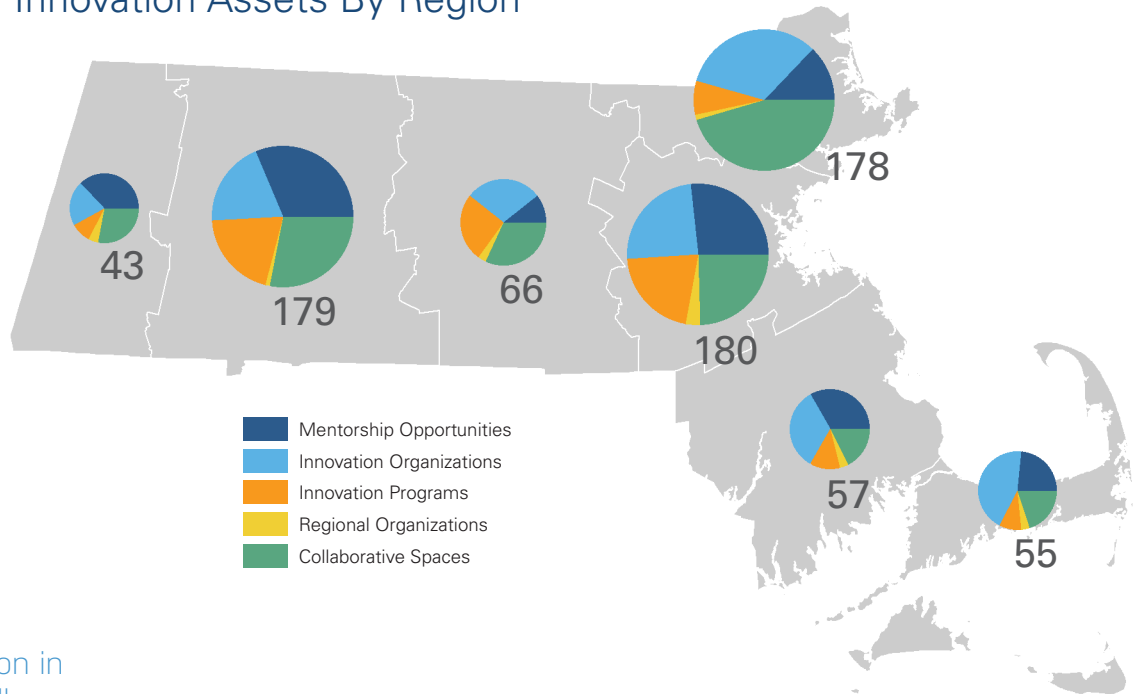 Innovation Assets By Region
178
43
179
66
180
Mentorship Opportunities
Innovation Organizations
Innovation Programs
Regional Organizations
Collaborative Spaces
57
55
on in